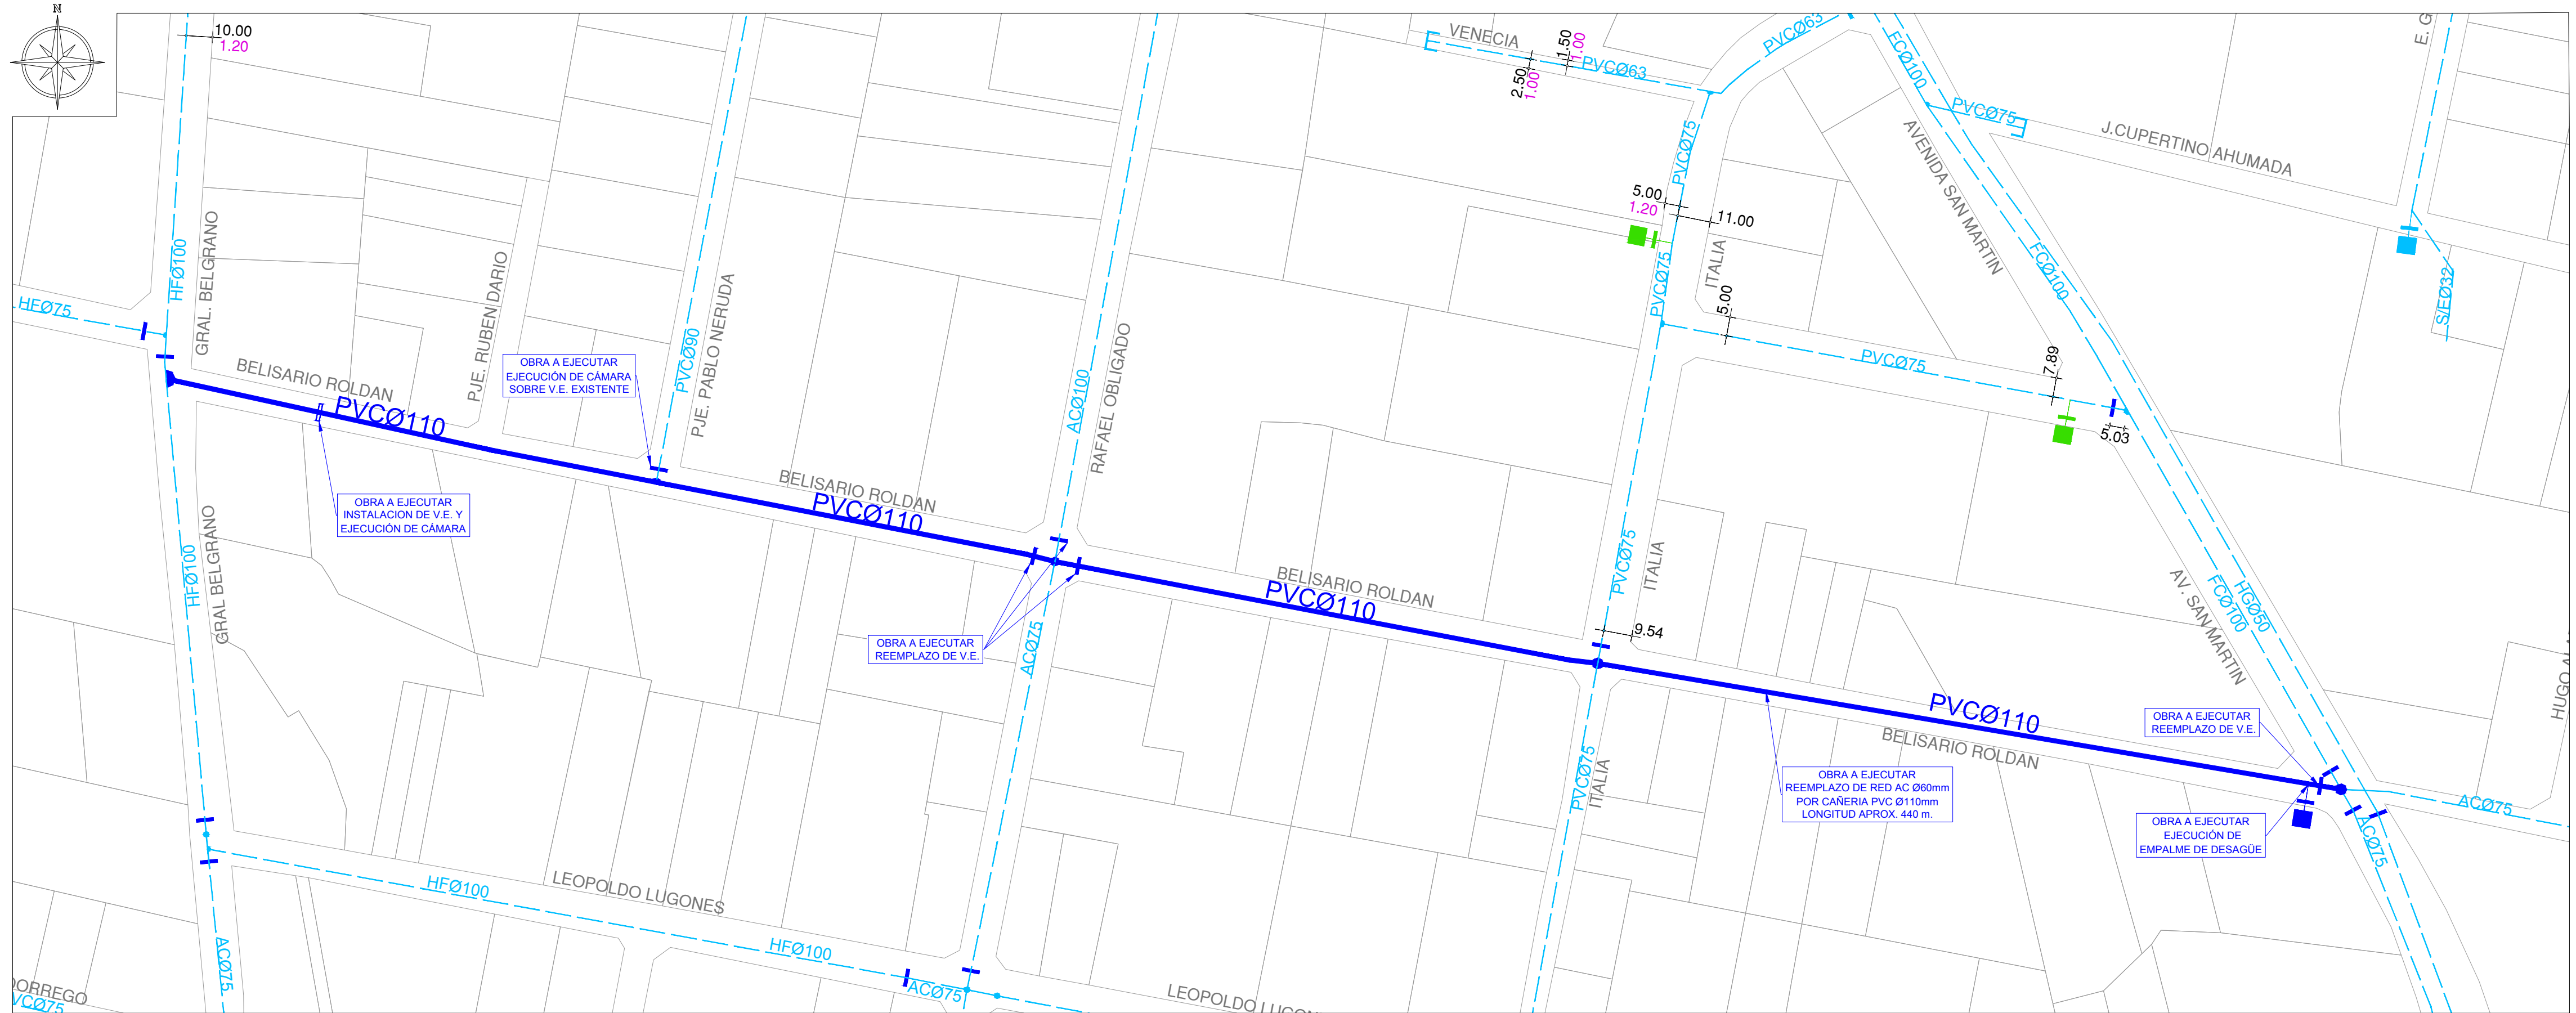 N
10.00
1.20
VENECIA
1.50
1.00
2.50
1.00
PVCØ63
PVCØ63
FCØ100
PVCØ75
J.CUPERTINO AHUMADA
E. G
AVENIDA SAN MARTIN
PVCØ75
5.00
1.20
11.00
ITALIA
PVCØ75
5.00
FCØ100
S/EØ32
HFØ75
HFØ100
GRAL. BELGRANO
BELISARIO ROLDAN
PVCØ110
PJE. RUBEN DARIO
OBRA A EJECUTAR
EJECUCIÓN DE CÁMARA
SOBRE V.E. EXISTENTE
PVCØ90
PJE. PABLO NERUDA
ACØ100
RAFAEL OBLIGADO
PVCØ75
7.89
5.03
OBRA A EJECUTAR
INSTALACION DE V.E. Y
EJECUCIÓN DE CÁMARA
BELISARIO ROLDAN
PVCØ110
HFØ100
GRAL BELGRANO
OBRA A EJECUTAR
REEMPLAZO DE V.E.
ACØ75
BELISARIO ROLDAN
PVCØ110
PVCØ75
ITALIA
9.54
FCØ100
HGØ50
AV. SAN MARTIN
PVCØ110
BELISARIO ROLDAN
OBRA A EJECUTAR
REEMPLAZO DE V.E.
OBRA A EJECUTAR
REEMPLAZO DE RED AC Ø60mm
POR CAÑERIA PVC Ø110mm
LONGITUD APROX. 440 m.
OBRA A EJECUTAR
EJECUCIÓN DE
EMPALME DE DESAGÜE
ACØ75
ACØ75
HUGO AL
PVCØ75
ITALIA
HFØ100
LEOPOLDO LUGONES
HFØ100
ACØ75
ACØ75
LEOPOLDO LUGON
DORREGO
VCØ75